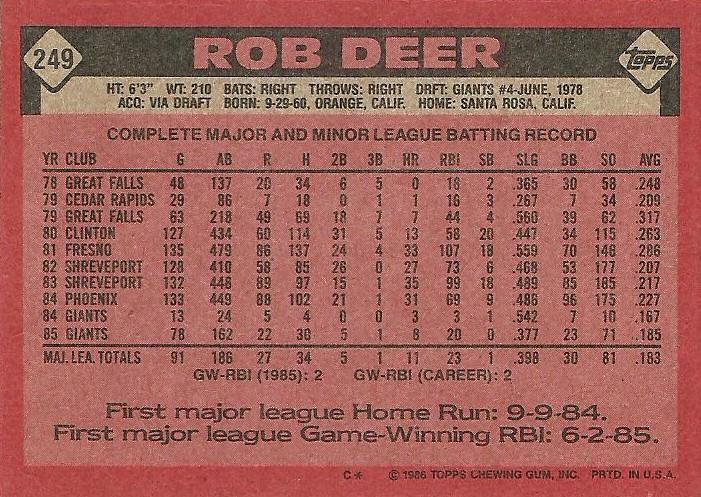 249 ROB DEER Topps
HT: 6'3" WT: 210 BATS: RIGHT THROWS: RIGHT DRFT: GIANTS #4-JUNE, 1978
ACQ: VIA DRAFT BORN: 9-29-60, ORANGE, CALIF. HOME: SANTA ROSA, CALIF.
COMPLETE MAJOR AND MINOR LEAGUE BATTING RECORD
YR CLUB G AB R H 2B 3B HR RBI SB SLG BB SO AVG
78 GREAT FALLS 48 137 20 34 6 5 0 18 2 .365 30 58 .248
79 CEDAR RAPIDS 29 86 7 18 0 1 1 16 3 .267 7 34 .209
79 GREAT FALLS 63 218 49 69 18 7 7 44 4 .560 39 62 .317
80 CLINTON 127 434 60 114 31 5 13 58 20 .447 34 115 .263
81 FRESNO 135 479 86 137 24 4 33 107 18 .559 70 146 .286
82 SHREVEPORT 128 410 58 85 26 0 27 73 6 .468 53 177 .207
83 SHREVEPORT 132 448 89 97 15 1 35 99 18 .489 85 185 .217
84 PHOENIX 133 449 88 102 21 1 31 69 9 .486 96 175 .227
84 GIANTS 13 24 5 4 0 0 3 3 1 .542 7 10 .167
85 GIANTS 78 162 22 30 5 1 8 20 0 .377 23 71 .185
MAJ. LEA. TOTALS 91 186 27 34 5 1 11 23 1 .398 30 81 .183
GW-RBI (1985): 2 GW-RBI (CAREER): 2
First major league Home Run: 9-9-84.
First major league Game-Winning RBI: 6-2-85.
C* © 1986 TOPPS CHEWING GUM, INC. PRTD. IN U.S.A.